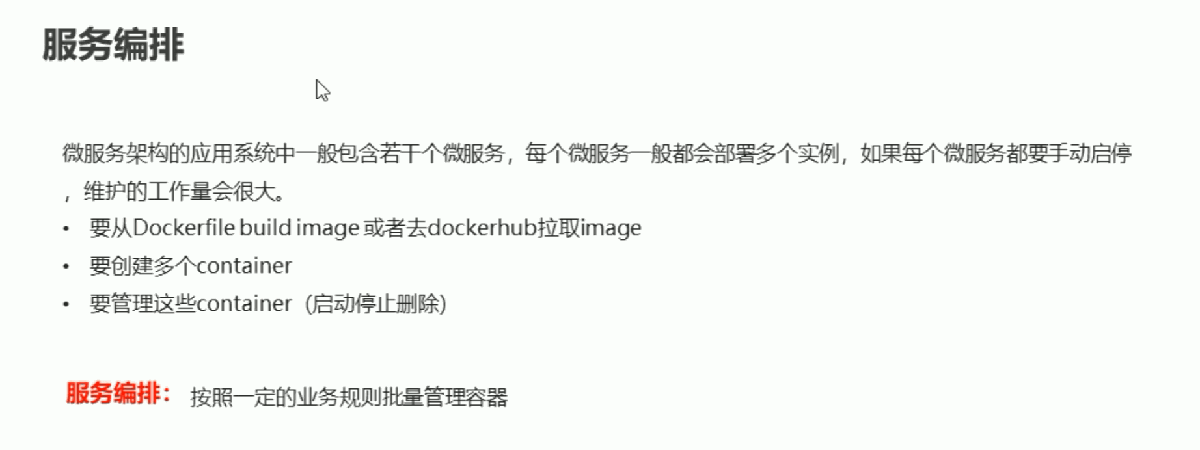 服务编排
微服务架构的应用系统中一般包含若干个微服务，每个微服务一般都会部署多个实例，如果每个微服务都要手动启停
，维护的工作量会很大。
• 要从Dockerfile build image 或者去dockerhub拉取image
• 要创建多个container
• 要管理这些container（启动停止删除）
服务编排： 按照一定的业务规则批量管理容器